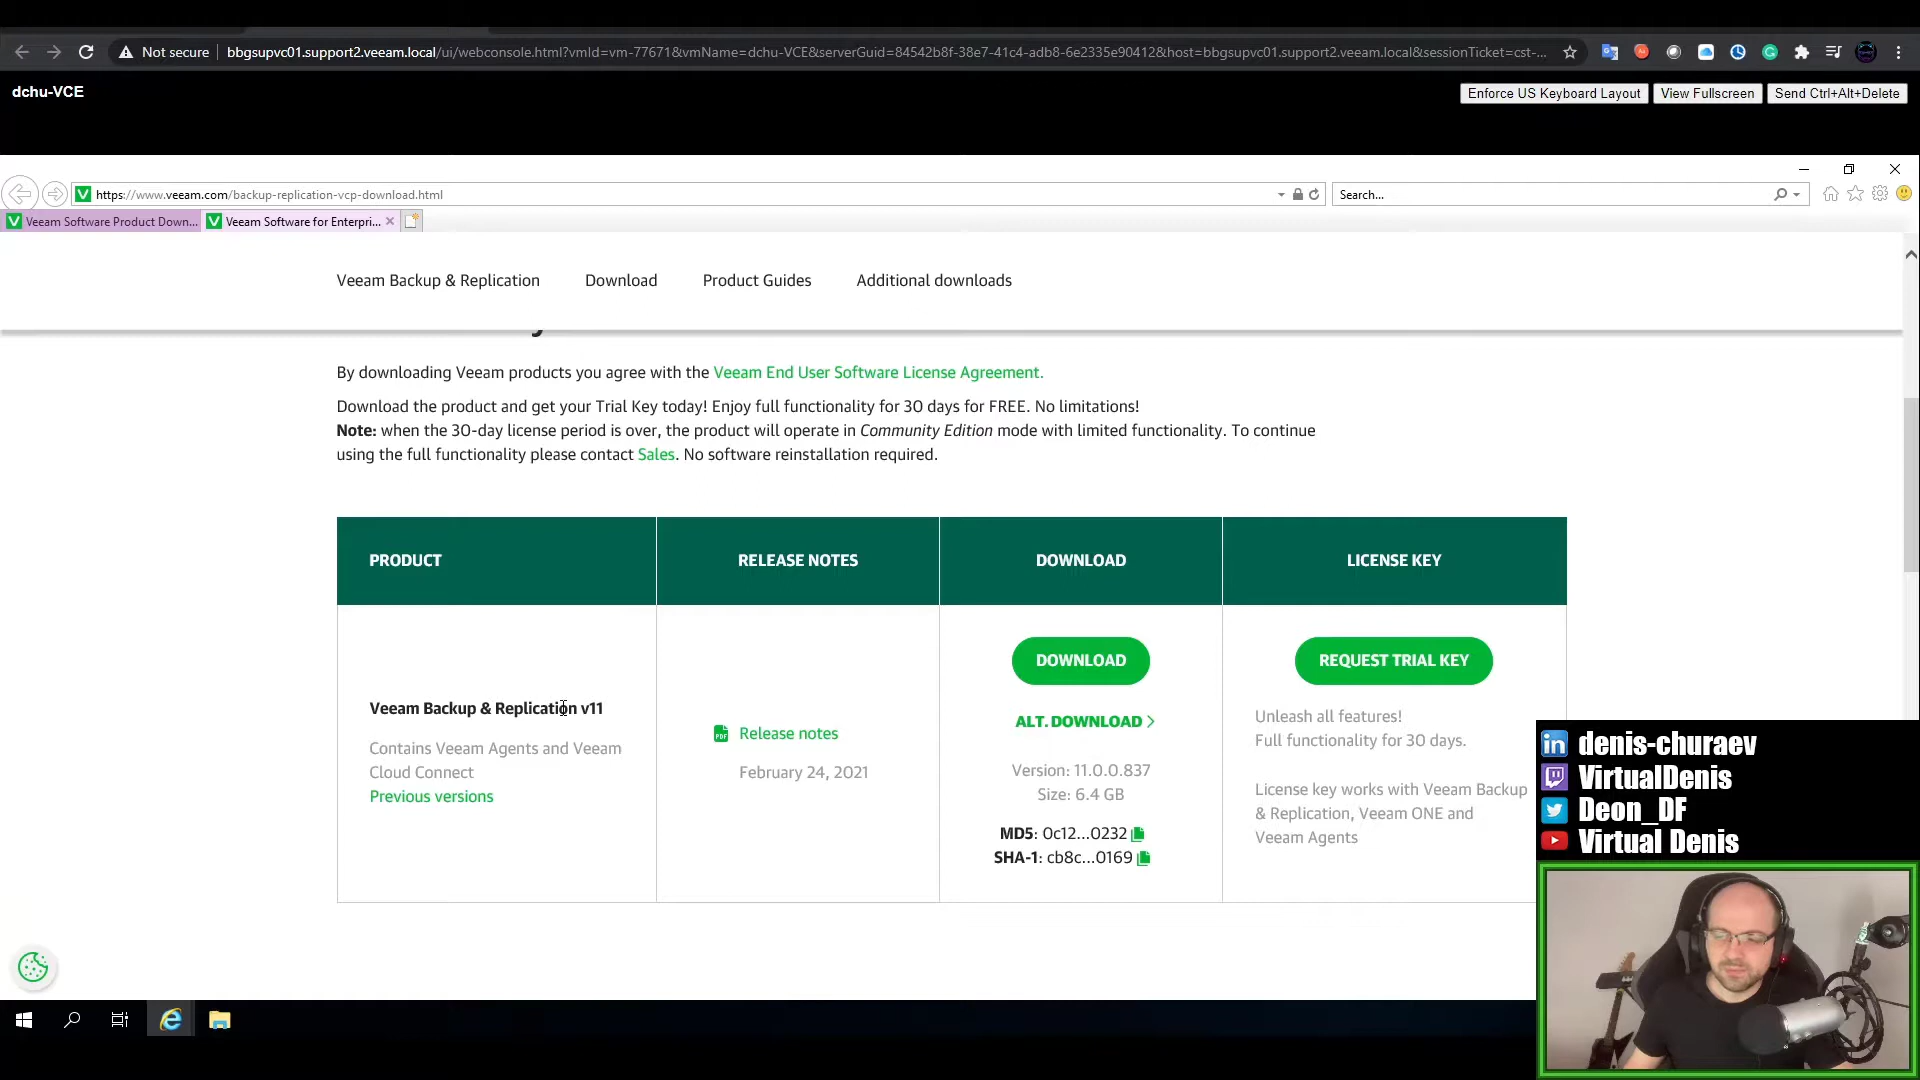 Not secure
bbgsupvc01.support2.veeam.local/ui/webconsole.html?vmId=vm-77671&vmName=dchu-VCE&serverGuid=84542b8f-38e7-41c4-adb8-6e2335e90412&host=bbgsupvc01.support2.veeam.local&sessionTicket=cst-...
dchu-VCE
Enforce US Keyboard Layout
View Fullscreen
Send Ctrl+Alt+Delete
https://www.veeam.com/backup-replication-vcp-download.html
Search...
Veeam Software Product Down...
Veeam Software for Enterpri...
Veeam Backup & Replication
Download
Product Guides
Additional downloads
By downloading Veeam products you agree with the Veeam End User Software License Agreement.
Download the product and get your Trial Key today! Enjoy full functionality for 30 days for FREE. No limitations!
Note: when the 30-day license period is over, the product will operate in Community Edition mode with limited functionality. To continue
using the full functionality please contact Sales. No software reinstallation required.
PRODUCT
RELEASE NOTES
DOWNLOAD
LICENSE KEY
Veeam Backup & Replication v11
Contains Veeam Agents and Veeam
Cloud Connect
Previous versions
PDF
Release notes
February 24, 2021
DOWNLOAD
ALT. DOWNLOAD >
Version: 11.0.0.837
Size: 6.4 GB
MD5: 0c12...0232
SHA-1: cb8c...0169
REQUEST TRIAL KEY
Unleash all features!
Full functionality for 30 days.
License key works with Veeam Backup
& Replication, Veeam ONE and
Veeam Agents
in denis-churaev
VirtualDenis
Deon_DF
Virtual Denis